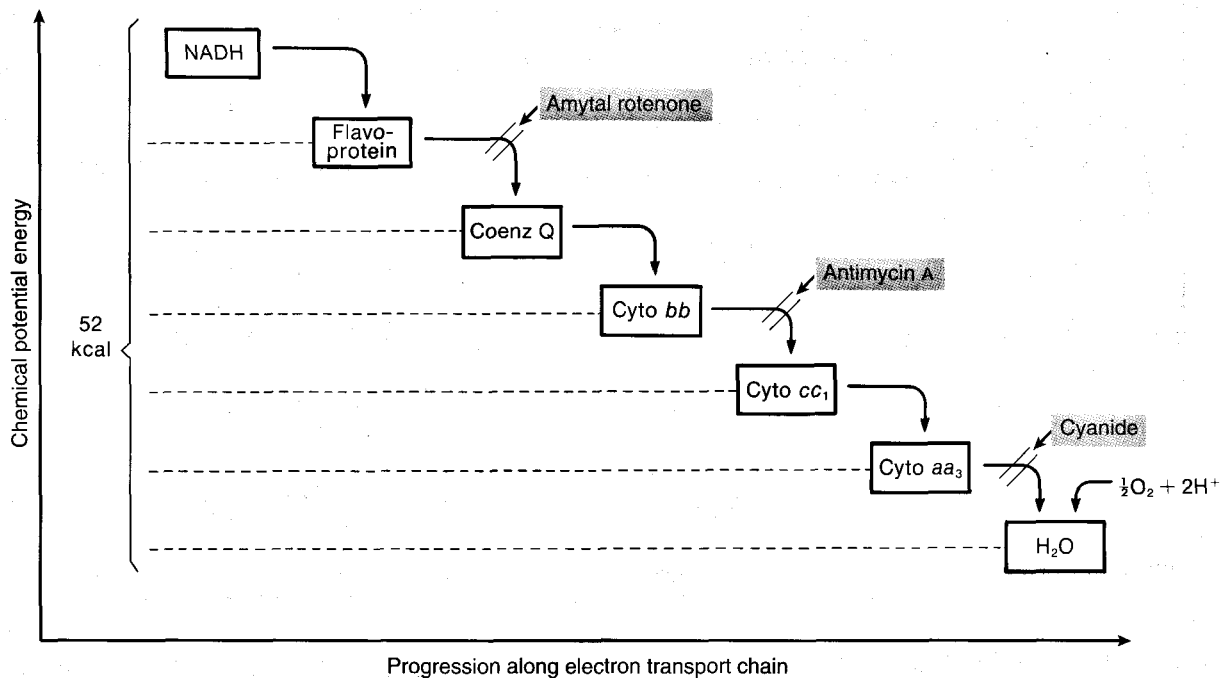 NADH
Amytal rotenone
Flavo-
protein
Coenz Q
Antimycin A
Cyto bb
52
kcal
Chemical potential energy
Cyto cc₁
Cyanide
Cyto aa₃
½O₂ + 2H⁺
H₂O
Progression along electron transport chain